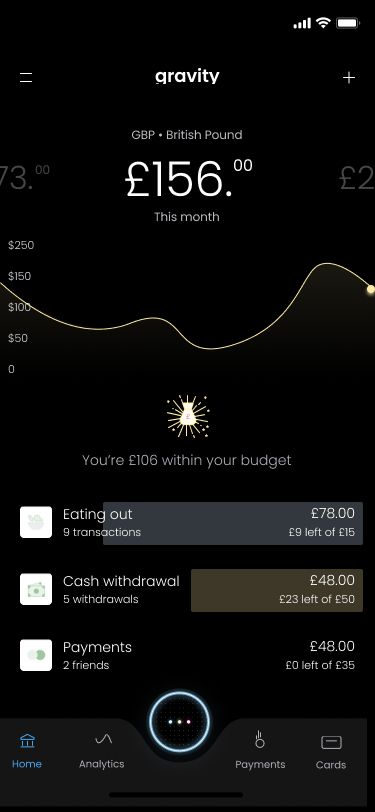 gravity
GBP • British Pound
73.00
£156.00
£2
This month
$250
$150
$100
$50
0
£
You’re £106 within your budget
Eating out £78.00
9 transactions £9 left of £15
Cash withdrawal £48.00
5 withdrawals £23 left of £50
Payments £48.00
2 friends £0 left of £35
Home Analytics Payments Cards